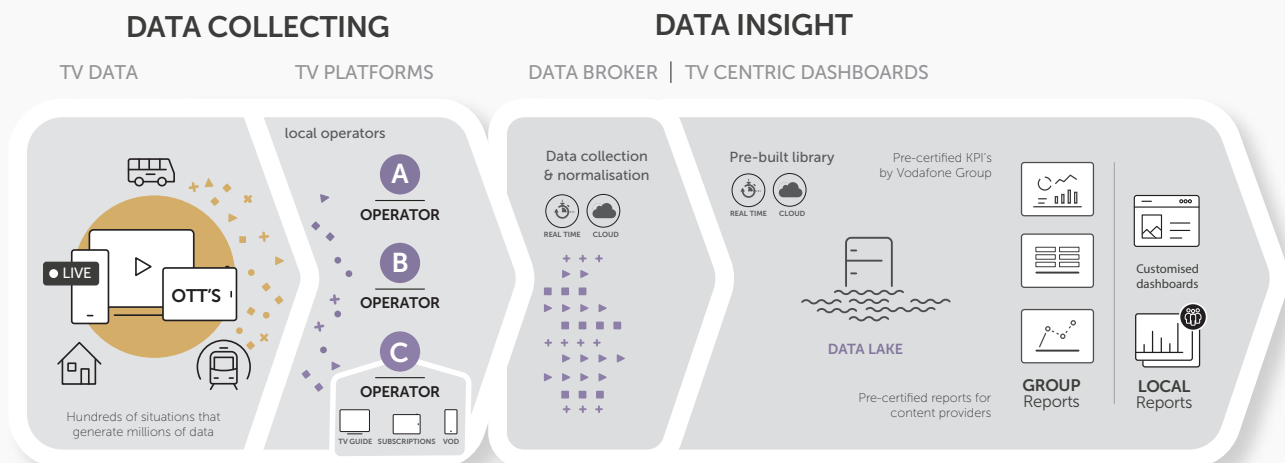 DATA COLLECTING
DATA INSIGHT
TV DATA
TV PLATFORMS
DATA BROKER | TV CENTRIC DASHBOARDS
LIVE
OTT'S
Hundreds of situations that
generate millions of data
local operators
A
OPERATOR
B
OPERATOR
C
OPERATOR
TV GUIDE
SUBSCRIPTIONS
VOD
Data collection
& normalisation
REAL TIME
CLOUD
Pre-built library
REAL TIME
CLOUD
Pre-certified KPI's
by Vodafone Group
DATA LAKE
Pre-certified reports for
content providers
GROUP
Reports
Customised
dashboards
LOCAL
Reports